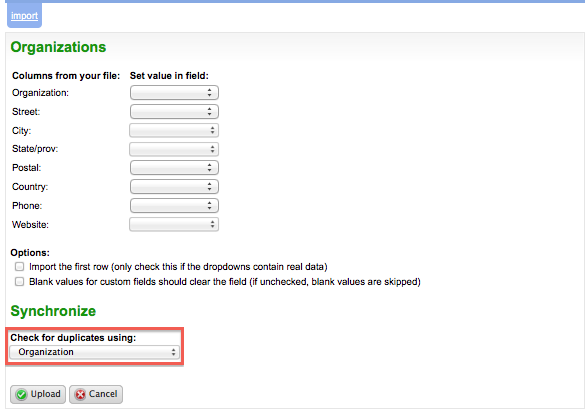 import
Organizations
Columns from your file: Set value in field:
Organization:
Street:
City:
State/prov:
Postal:
Country:
Phone:
Website:
Options:
Import the first row (only check this if the dropdowns contain real data)
Blank values for custom fields should clear the field (if unchecked, blank values are skipped)
Synchronize
Check for duplicates using:
Organization
Upload Cancel